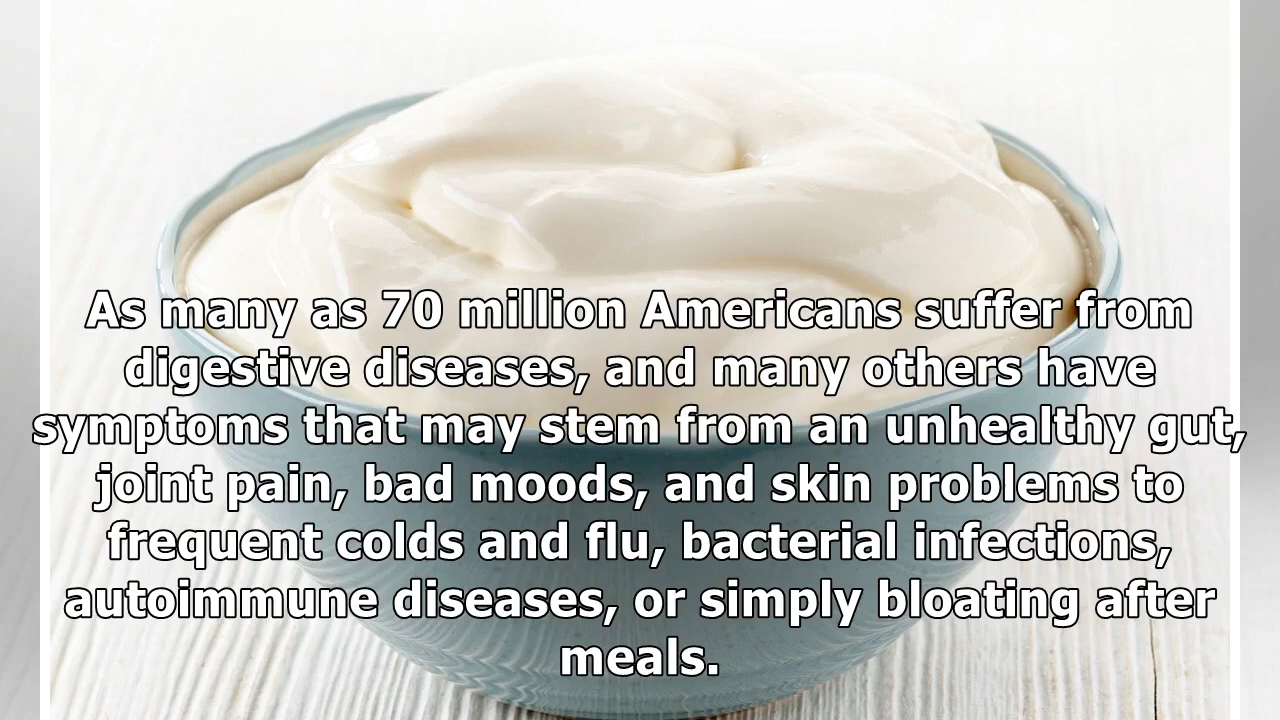 As many as 70 million Americans suffer from
digestive diseases, and many others have
symptoms that may stem from an unhealthy gut,
joint pain, bad moods, and skin problems to
frequent colds and flu, bacterial infections,
autoimmune diseases, or simply bloating after
meals.